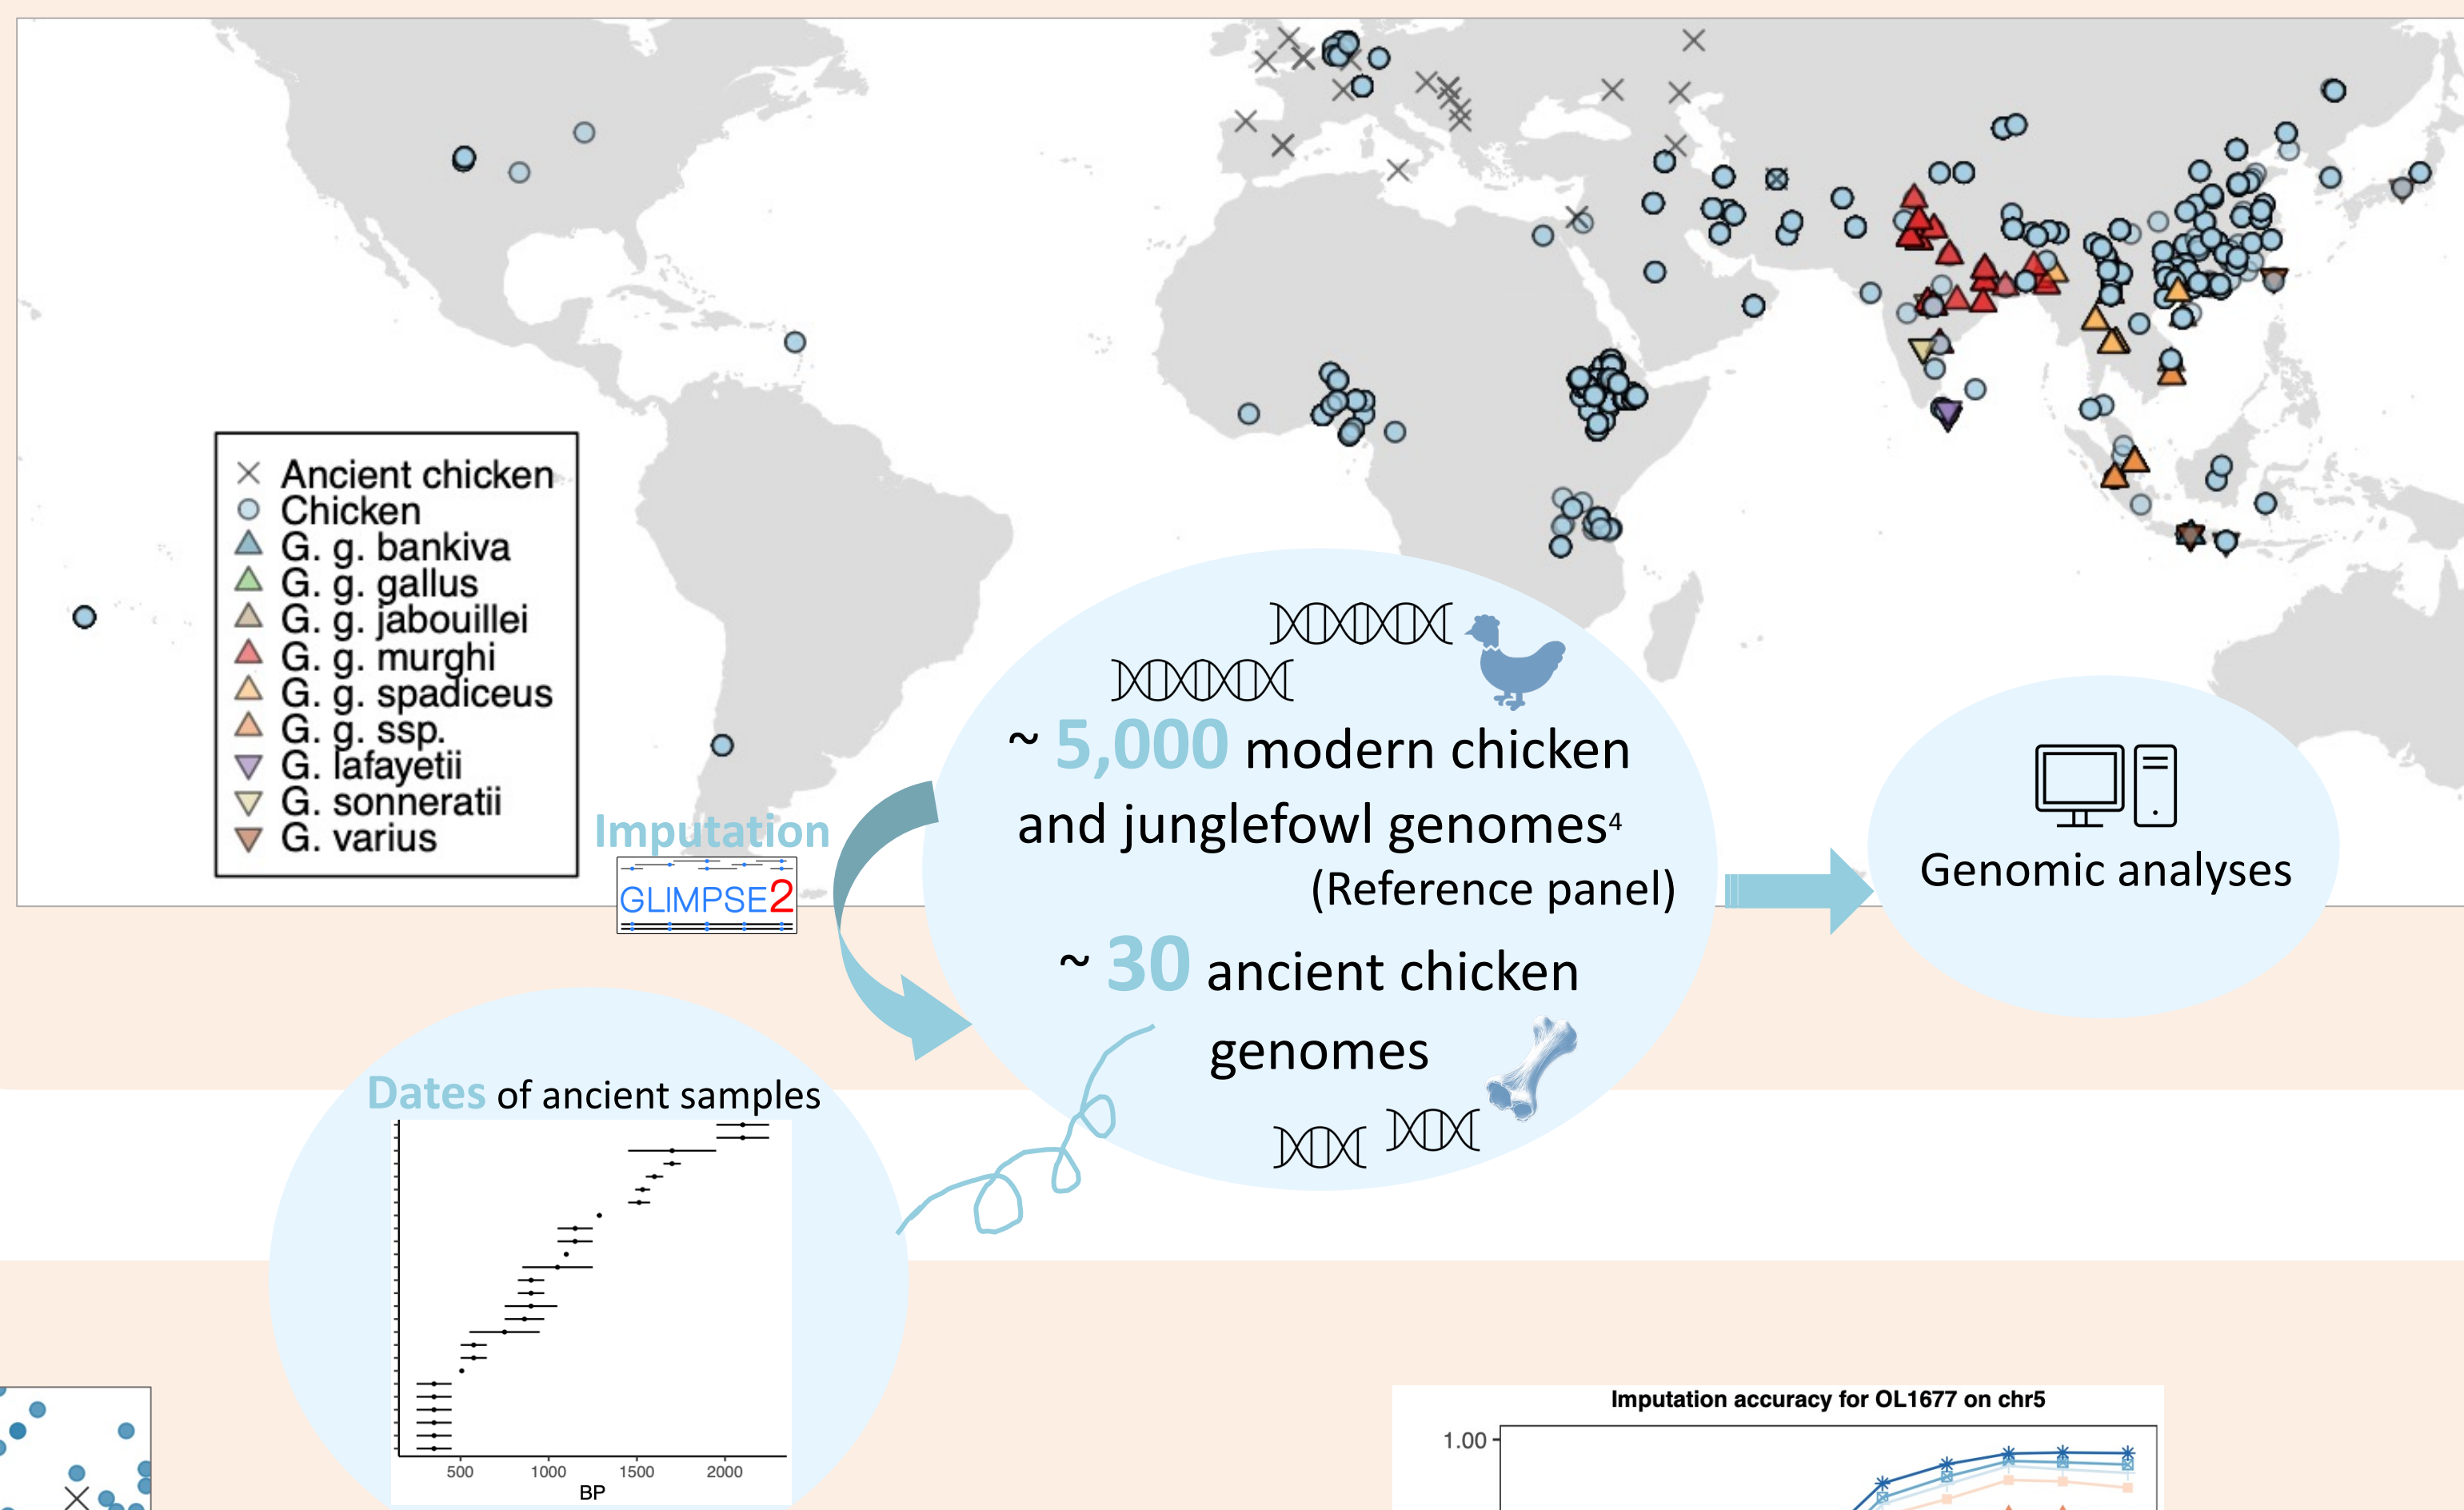 Ancient chicken
Chicken
G. g. bankiva
G. g. gallus
G. g. jabouillei
G. g. murghi
G. g. spadiceus
G. g. ssp.
G. lafayetii
G. sonneratii
G. varius
Imputation
GLIMPSE2
~ 5,000 modern chicken
and junglefowl genomes⁴
(Reference panel)
~ 30 ancient chicken
genomes
Genomic analyses
Dates of ancient samples
500 1000 1500 2000
BP
Imputation accuracy for OL1677 on chr5
1.00